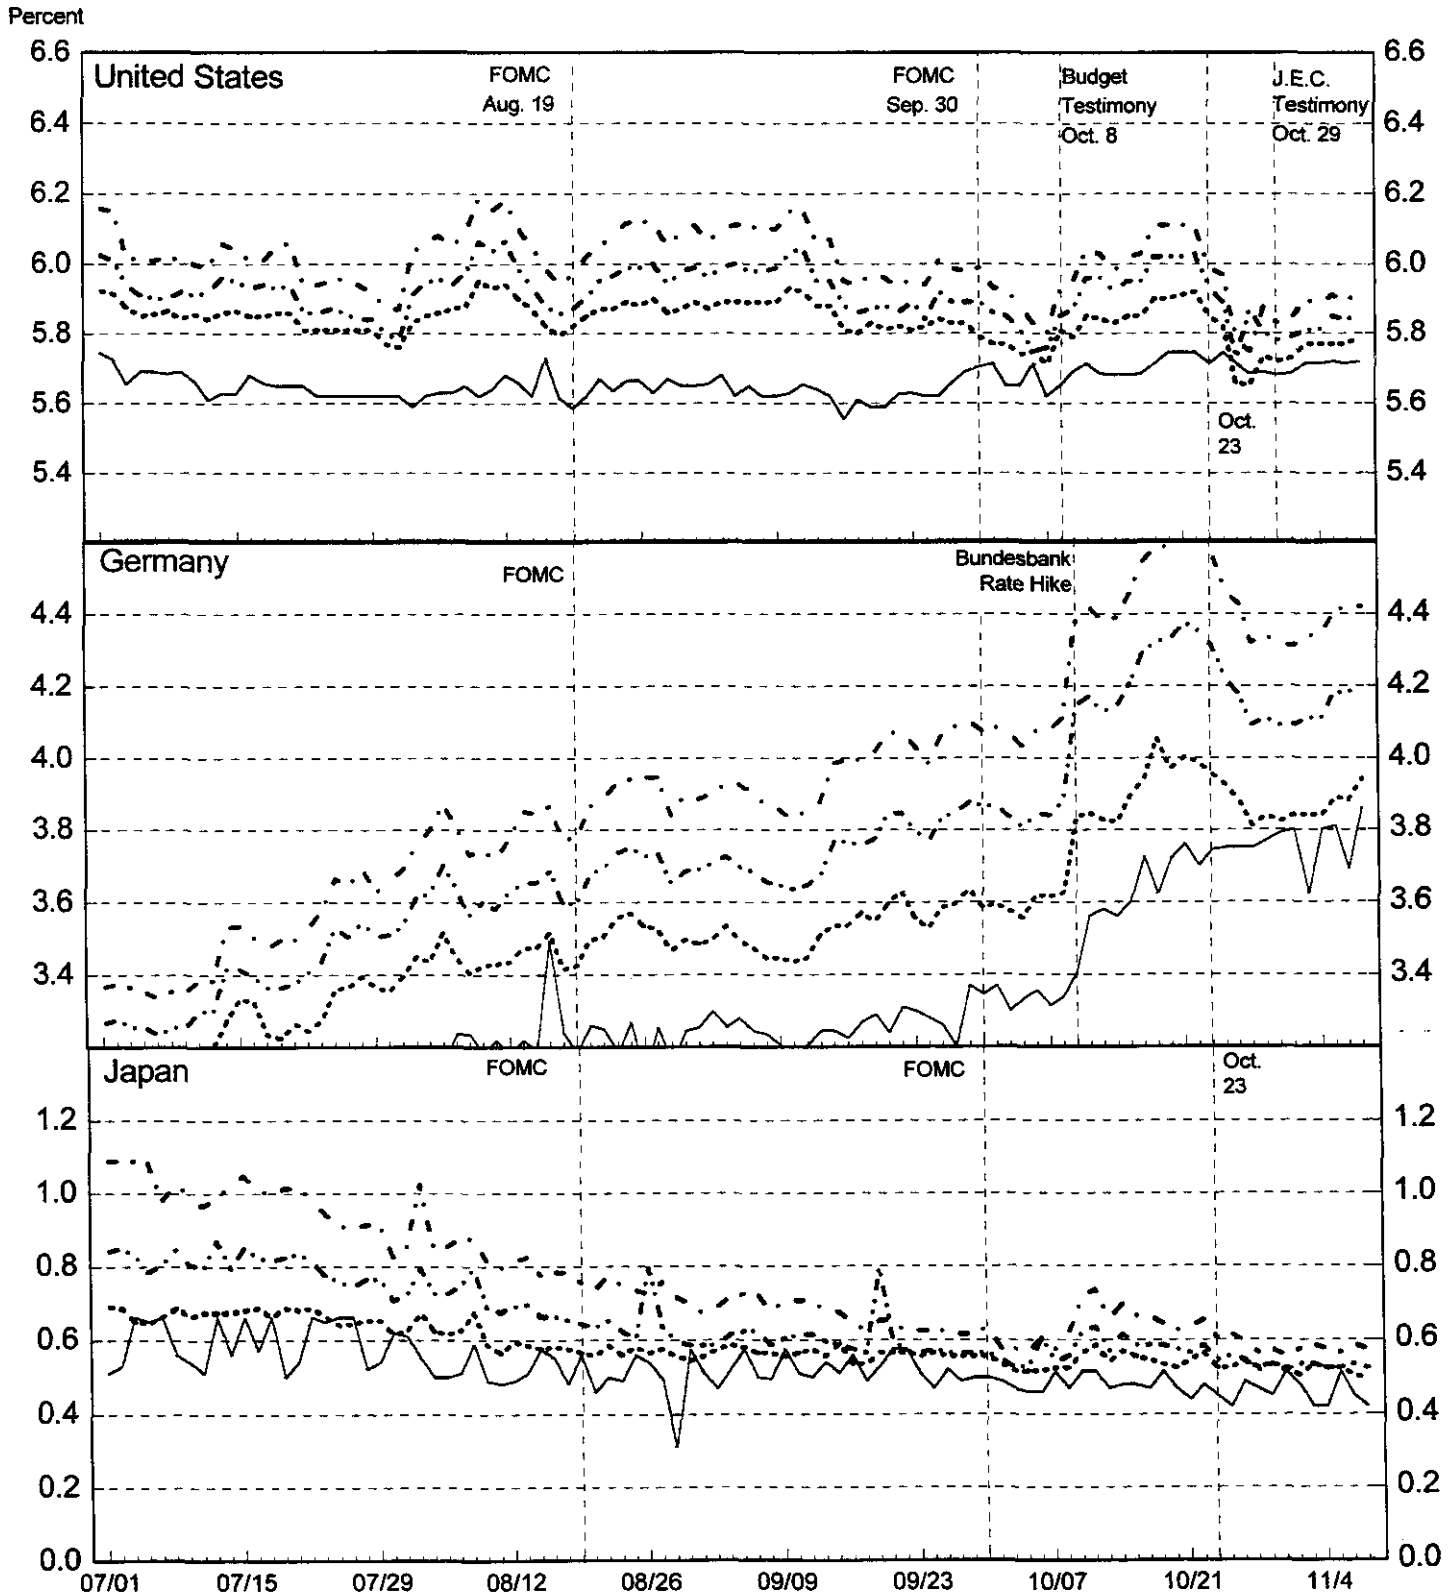 Percent
6.6 6.6
United States
FOMC
Aug. 19
FOMC
Sep. 30
Budget
Testimony
Oct. 8
J.E.C.
Testimony
Oct. 29
6.4 6.4
6.2 6.2
6.0 6.0
5.8 5.8
5.6 5.6
Oct.
23
5.4 5.4
Germany
FOMC
Bundesbank
Rate Hike
4.4 4.4
4.2 4.2
4.0 4.0
3.8 3.8
3.6 3.6
3.4 3.4
Japan
FOMC
FOMC
Oct.
23
1.2 1.2
1.0 1.0
0.8 0.8
0.6 0.6
0.4 0.4
0.2 0.2
0.0 0.0
07/01 07/15 07/29 08/12 08/26 09/09 09/23 10/07 10/21 11/4